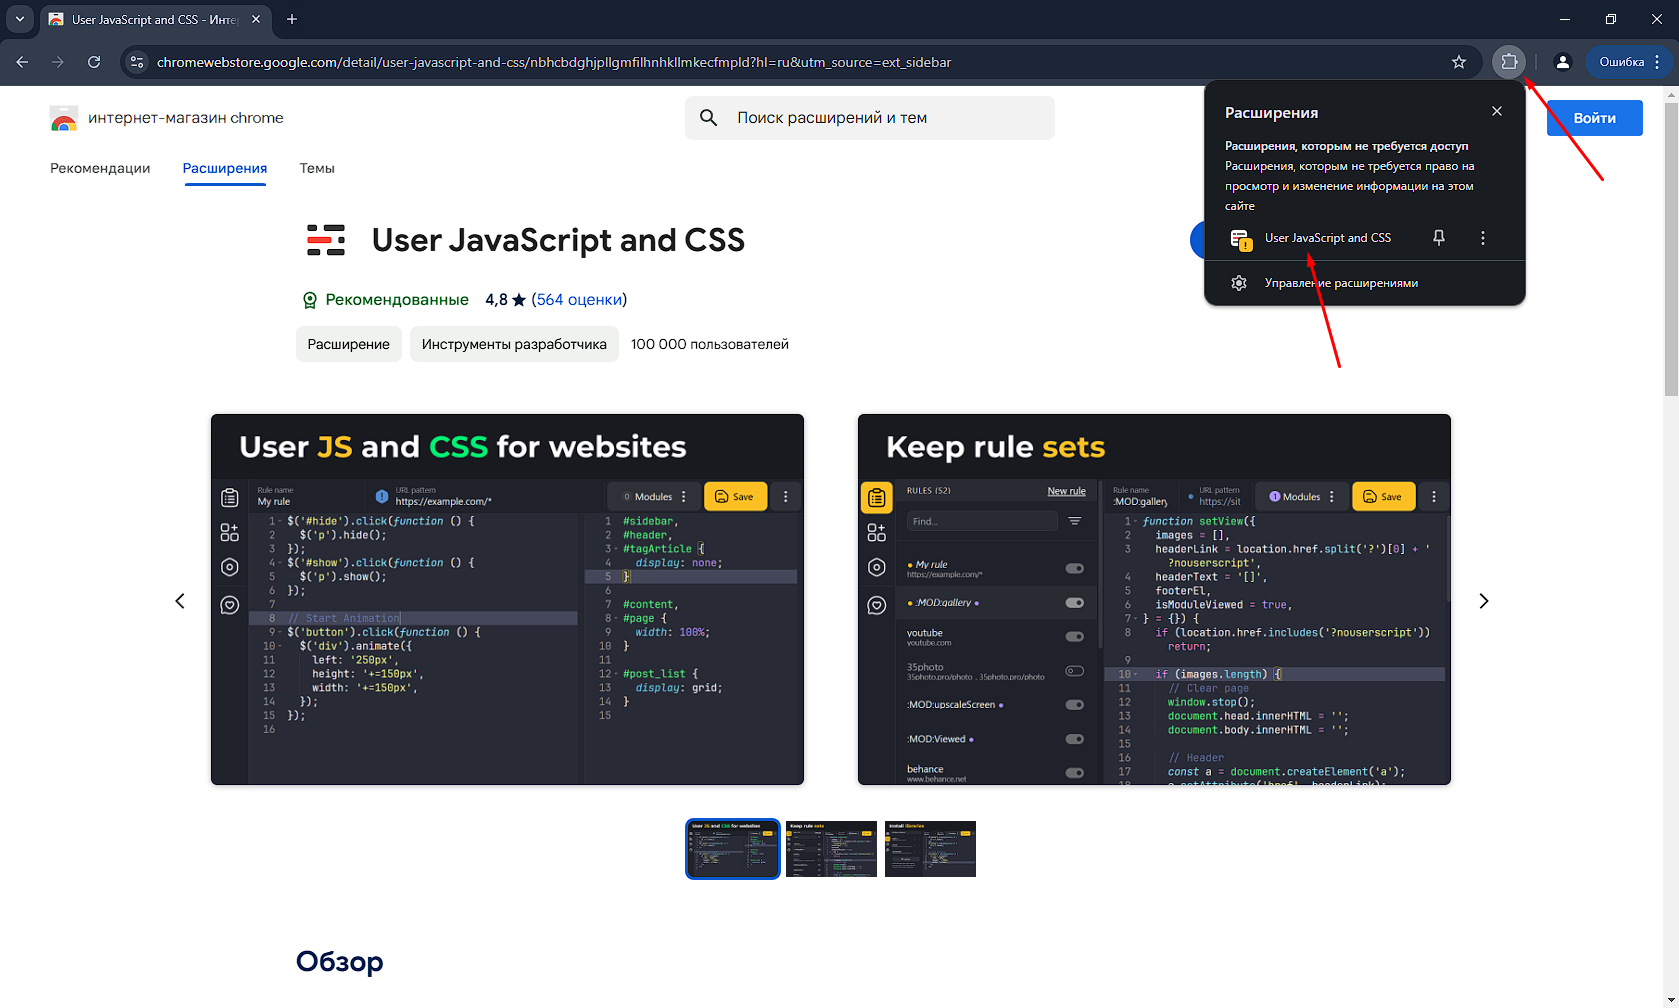 User JavaScript and CSS - Инте
chromewebstore.google.com/detail/user-javascript-and-css/nbhcbdghjpllgmfilhnhkllmkecfmpld?hl=ru&utm_source=ext_sidebar
Ошибка
интернет-магазин chrome
Поиск расширений и тем
Войти
Рекомендации
Расширения
Темы
Расширения
Расширения, которым не требуется доступ
Расширения, которым не требуется право на
просмотр и изменение информации на этом
сайте
User JavaScript and CSS
Управление расширениями
User JavaScript and CSS
Рекомендованные
4,8 ★ (564 оценки)
Расширение
Инструменты разработчика
100 000 пользователей
User JS and CSS for websites
Rule name
My rule
URL pattern
https://example.com/*
0 Modules
Save
1 $('#hide').click(function () {
2 $('p').hide();
3 });
4 $('#show').click(function () {
5 $('p').show();
6 });
7
8 // Start Animation
9 $('button').click(function () {
10 $('div').animate({
11 left: '250px',
12 height: '+=150px',
13 width: '+=150px',
14 });
15 });
16
1 #sidebar,
2 #header,
3 #tagArticle {
4 display: none;
5 }
6
7 #content,
8 #page {
9 width: 100%;
10 }
11
12 #post_list {
13 display: grid;
14 }
15
Keep rule sets
RULES (52)
New rule
Find...
My rule
https://example.com/*
:MOD:gallery
youtube
youtube.com
35photo
35photo.pro/photo , 35photo.pro/photo
:MOD:upscaleScreen
:MOD:Viewed
behance
www.behance.net
Rule name
:MOD:gallery
URL pattern
https://sit
1 Modules
Save
1 function setView({
2 images = [],
3 headerLink = location.href.split('?')[0] + '
?nouserscript',
4 headerText = '[]',
5 footerEl,
6 isModuleViewed = true,
7 } = {}) {
8 if (location.href.includes('?nouserscript'))
return;
9
10 if (images.length) {
11 // Clear page
12 window.stop();
13 document.head.innerHTML = '';
14 document.body.innerHTML = '';
15
16 // Header
17 const a = document.createElement('a');
User JS and CSS for websites
Keep rule sets
Install libraries
Обзор